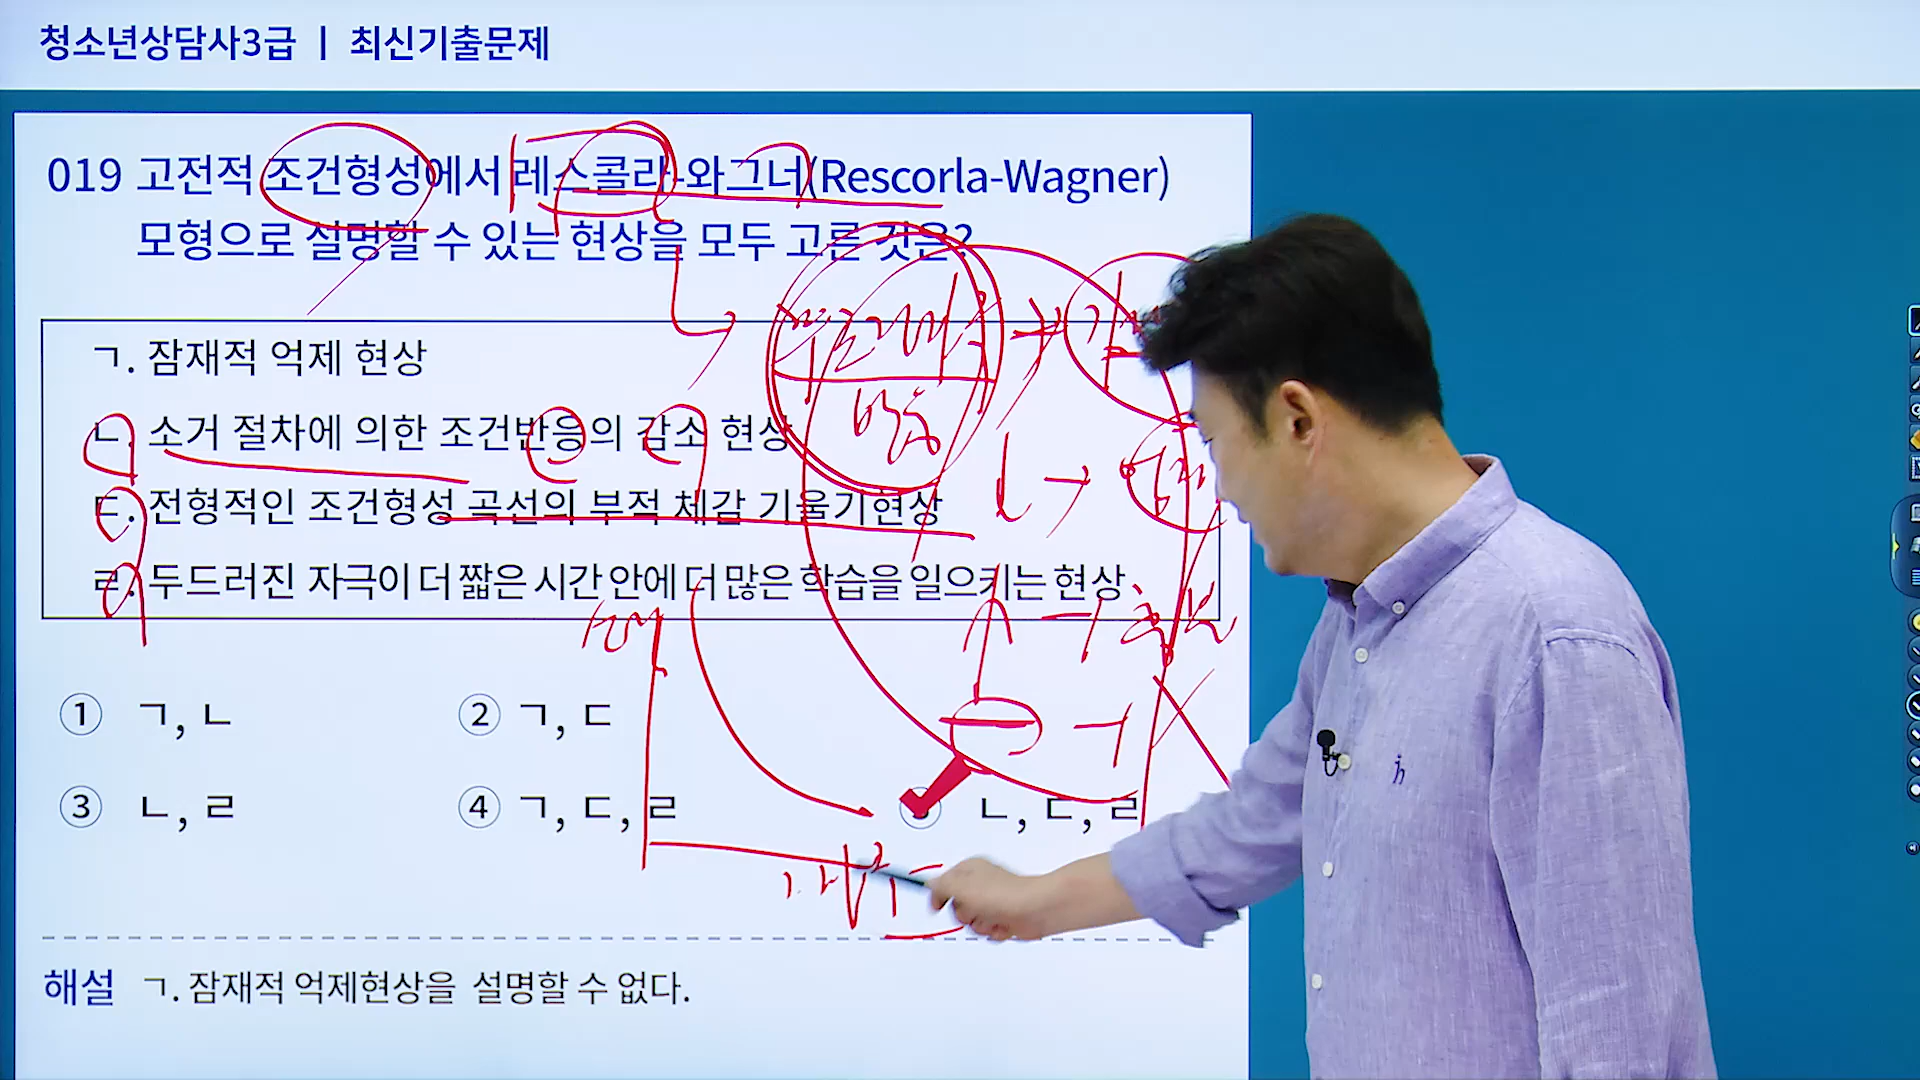 청소년상담사3급 | 최신기출문제
019 고전적 조건형성에서 레스콜라-와그너(Rescorla-Wagner)
모형으로 설명할 수 있는 현상을 모두 고른 것은?
ㄱ. 잠재적 억제 현상
ㄴ. 소거 절차에 의한 조건반응의 감소 현상
ㄷ. 전형적인 조건형성 곡선의 부적 체감 기울기현상
ㄹ. 두드러진 자극이 더 짧은 시간 안에 더 많은 학습을 일으키는 현상
① ㄱ, ㄴ
② ㄱ, ㄷ
③ ㄴ, ㄹ
④ ㄱ, ㄷ, ㄹ
⑤ ㄴ, ㄷ, ㄹ
해설 ㄱ. 잠재적 억제현상을 설명할 수 없다.